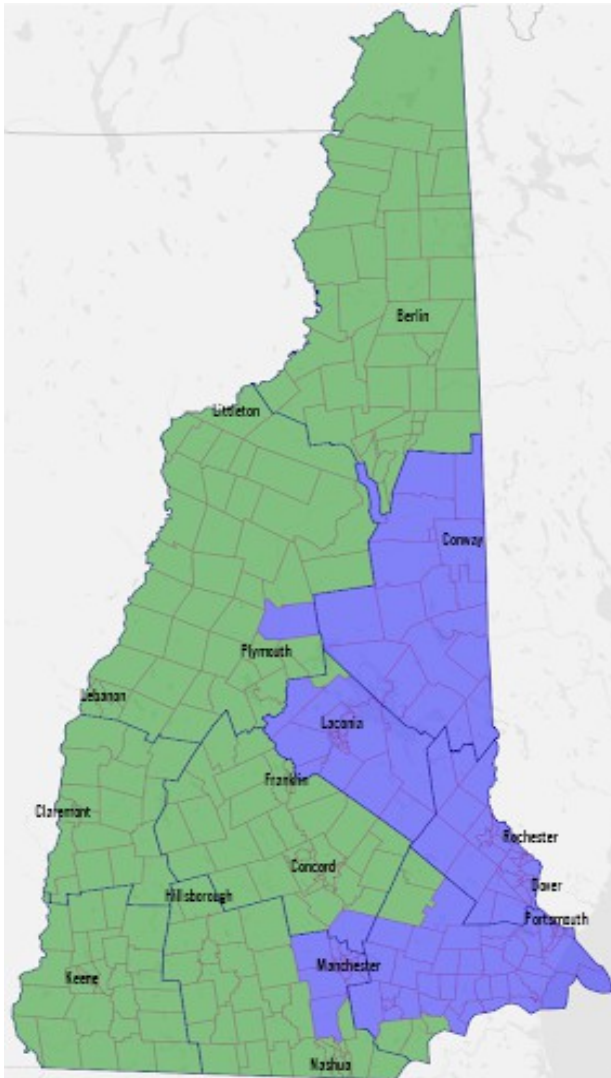 Berlin
Littleton
Conway
Plymouth
Lebanon
Laconia
Franklin
Claremont
Rochester
Concord
Dover
Hillsborough
Portsmouth
Manchester
Keene
Nashua